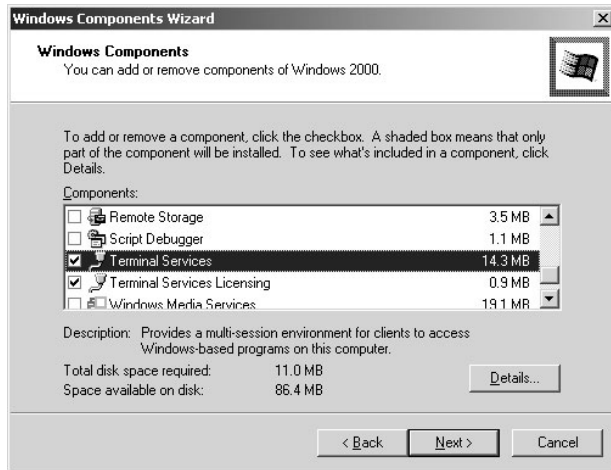 Windows Components Wizard
Windows Components
You can add or remove components of Windows 2000.
To add or remove a component, click the checkbox. A shaded box means that only
part of the component will be installed. To see what's included in a component, click
Details.
Components:
Remote Storage 3.5 MB
Script Debugger 1.1 MB
Terminal Services 14.3 MB
Terminal Services Licensing 0.9 MB
Windows Media Services 19.1 MB
Description: Provides a multi-session environment for clients to access
Windows-based programs on this computer.
Total disk space required: 11.0 MB
Space available on disk: 86.4 MB
Details...
< Back Next > Cancel